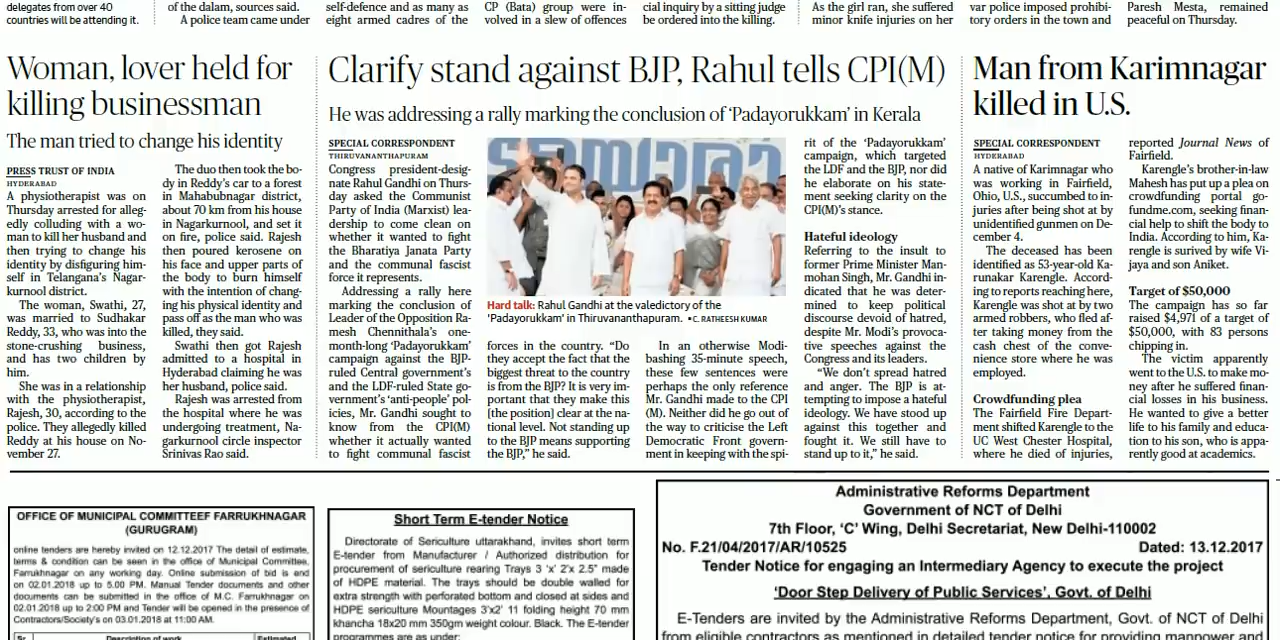 delegates from over 40
countries will be attending it.
of the dalam, sources said.
A police team came under
self-defence and as many as
eight armed cadres of the
CP (Bata) group were in-
volved in a slew of offences
cial inquiry by a sitting judge
be ordered into the killing.
As the girl ran, she suffered
minor knife injuries on her
var police imposed prohibi-
tory orders in the town and
Paresh Mesta, remained
peaceful on Thursday.
Woman, lover held for
killing businessman
The man tried to change his identity
PRESS TRUST OF INDIA
HYDERABAD
A physiotherapist was on
Thursday arrested for alleg-
edly colluding with a wo-
man to kill her husband and
then trying to change his
identity by disfiguring him-
self in Telangana's Nagar-
kurnool district.
The woman, Swathi, 27,
was married to Sudhakar
Reddy, 33, who was into the
stone-crushing business,
and has two children by
him.
She was in a relationship
with the physiotherapist,
Rajesh, 30, according to the
police. They allegedly killed
Reddy at his house on No-
vember 27.
The duo then took the bo-
dy in Reddy's car to a forest
in Mahabubnagar district,
about 70 km from his house
in Nagarkurnool, and set it
on fire, police said. Rajesh
then poured kerosene on
his face and upper parts of
the body to burn himself
with the intention of chang-
ing his physical identity and
pass off as the man who was
killed, they said.
Swathi then got Rajesh
admitted to a hospital in
Hyderabad claiming he was
her husband, police said.
Rajesh was arrested from
the hospital where he was
undergoing treatment, Na-
garkurnool circle inspector
Srinivas Rao said.
Clarify stand against BJP, Rahul tells CPI(M)
He was addressing a rally marking the conclusion of 'Padayorukkam' in Kerala
SPECIAL CORRESPONDENT
THIRUVANANTHAPURAM
Congress president-desig-
nate Rahul Gandhi on Thurs-
day asked the Communist
Party of India (Marxist) lea-
dership to come clean on
whether it wanted to fight
the Bharatiya Janata Party
and the communal fascist
force it represents.
Addressing a rally here
marking the conclusion of
Leader of the Opposition Ra-
mesh Chennithala's one-
month-long 'Padayorukkam'
campaign against the BJP-
ruled Central government's
and the LDF-ruled State go-
vernment's 'anti-people' pol-
icies, Mr. Gandhi sought to
know from the CPI(M)
whether it actually wanted
to fight communal fascist
Hard talk: Rahul Gandhi at the valedictory of the
'Padayorukkam' in Thiruvananthapuram. • C. RATHEESH KUMAR
forces in the country. "Do
they accept the fact that the
biggest threat to the country
is from the BJP? It is very im-
portant that they make this
[the position] clear at the na-
tional level. Not standing up
to the BJP means supporting
the BJP," he said.
In an otherwise Modi-
bashing 35-minute speech,
these few sentences were
perhaps the only reference
Mr. Gandhi made to the CPI
(M). Neither did he go out of
the way to criticise the Left
Democratic Front govern-
ment in keeping with the spi-
rit of the 'Padayorukkam'
campaign, which targeted
the LDF and the BJP, nor did
he elaborate on his state-
ment seeking clarity on the
CPI(M)'s stance.
Hateful ideology
Referring to the insult to
former Prime Minister Man-
mohan Singh, Mr. Gandhi in-
dicated that he was deter-
mined to keep political
discourse devoid of hatred,
despite Mr. Modi's provoca-
tive speeches against the
Congress and its leaders.
"We don't spread hatred
and anger. The BJP is at-
tempting to impose a hateful
ideology. We have stood up
against this together and
fought it. We still have to
stand up to it," he said.
Man from Karimnagar
killed in U.S.
SPECIAL CORRESPONDENT
HYDERABAD
A native of Karimnagar who
was working in Fairfield,
Ohio, U.S., succumbed to in-
juries after being shot at by
unidentified gunmen on De-
cember 4.
The deceased has been
identified as 53-year-old Ka-
runakar Karengle. Accord-
ing to reports reaching here,
Karengle was shot at by two
armed robbers, who fled af-
ter taking money from the
cash chest of the conve-
nience store where he was
employed.
Crowdfunding plea
The Fairfield Fire Depart-
ment shifted Karengle to the
UC West Chester Hospital,
where he died of injuries,
reported Journal News of
Fairfield.
Karengle's brother-in-law
Mahesh has put up a plea on
crowdfunding portal go-
fundme.com, seeking finan-
cial help to shift the body to
India. According to him, Ka-
rengle is surived by wife Vi-
jaya and son Aniket.
Target of $50,000
The campaign has so far
raised $4,971 of a target of
$50,000, with 83 persons
chipping in.
The victim apparently
went to the U.S. to make mo-
ney after he suffered finan-
cial losses in his business.
He wanted to give a better
life to his family and educa-
tion to his son, who is appa-
rently good at academics.
OFFICE OF MUNICIPAL COMMITTEEF FARRUKHNAGAR
(GURUGRAM)
online tenders are hereby invited on 12.12.2017 The detail of estimate,
terms & condition can be seen in the office of Municipal Committee,
Farrukhnagar on any working day. Online submission of bid is end
on 02.01.2018 up to 5.00 PM. Manual Tender documents and other
documents can be submitted in the office of M.C. Farrukhnagar on
02.01.2018 up to 2:00 PM and Tender will be opened in the presence of
Contractors/Society's on 03.01.2018 at 11:00 AM.
Sr. Description of work Estimated
Short Term E-tender Notice
Directorate of Sericulture uttarakhand, invites short term
E-tender from Manufacturer / Authorized distribution for
procurement of sericulture rearing Trays 3 'x' 2'x 2.5" made
of HDPE material. The trays should be double walled for
extra strength with perforated bottom and closed at sides and
HDPE sericulture Mountages 3'x2' 11 folding height 70 mm
khancha 18x20 mm 350gm weight colour. Black. The E-tender
programmes are as under:
Administrative Reforms Department
Government of NCT of Delhi
7th Floor, 'C' Wing, Delhi Secretariat, New Delhi-110002
No. F.21/04/2017/AR/10525 Dated: 13.12.2017
Tender Notice for engaging an Intermediary Agency to execute the project
'Door Step Delivery of Public Services', Govt. of Delhi
E-Tenders are invited by the Administrative Reforms Department, Govt. of NCT of Delhi
from eligible contractors as mentioned in detailed tender notice for providing manpower and